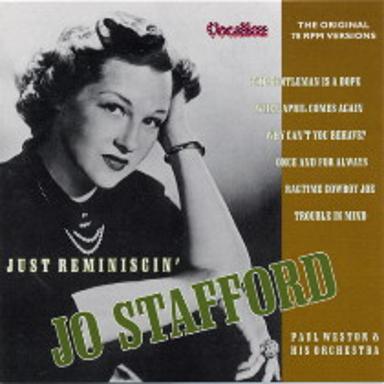 Vocalion
THE ORIGINAL
78 RPM VERSIONS
THE GENTLEMAN IS A DOPE
WHEN APRIL COMES AGAIN
WHY CAN'T YOU BEHAVE?
ONCE AND FOR ALWAYS
RAGTIME COWBOY JOE
TROUBLE IN MIND
JUST REMINISCIN'
JO STAFFORD
PAUL WESTON &
HIS ORCHESTRA